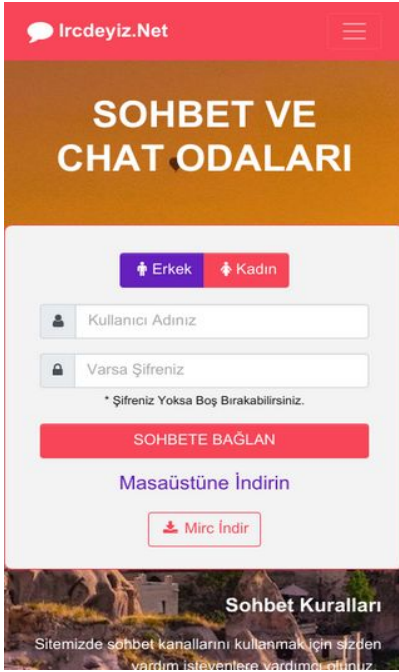 Ircdeyiz.Net
SOHBET VE
CHAT ODALARI
Erkek Kadın
Kullanıcı Adınız
Varsa Şifreniz
* Şifreniz Yoksa Boş Bırakabilirsiniz.
SOHBETE BAĞLAN
Masaüstüne İndirin
Mirc İndir
Sohbet Kuralları
Sitemizde sohbet kanallarını kullanmak için sizden
yardım isteyenlere yardımcı olunuz.